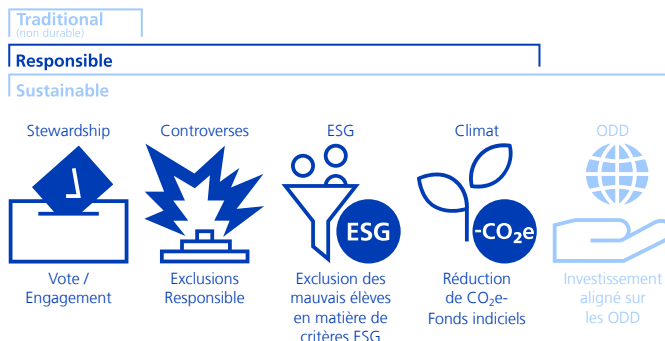 Traditional
(non durable)
Responsible
Sustainable
Stewardship
Controverses
ESG
Climat
ODD
ESG
-CO₂e
Vote /
Engagement
Exclusions
Responsible
Exclusion des
mauvais élèves
en matière de
critères ESG
Réduction
de CO₂e-
Fonds indiciels
Investissement
aligné sur
les ODD